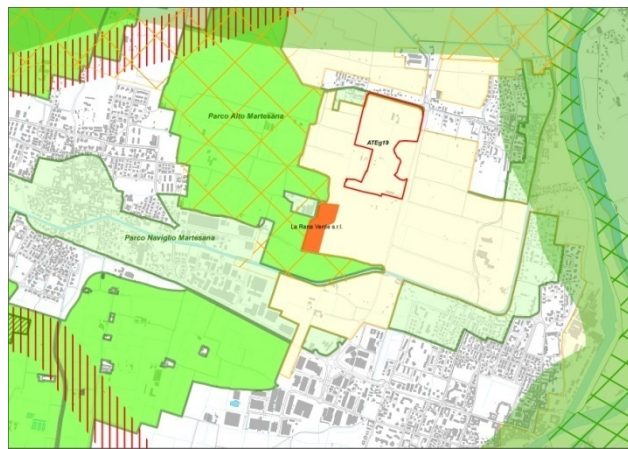 Parco Alto Martesana
ATEg19
La Rana Verde s.r.l.
Parco Naviglio Martesana